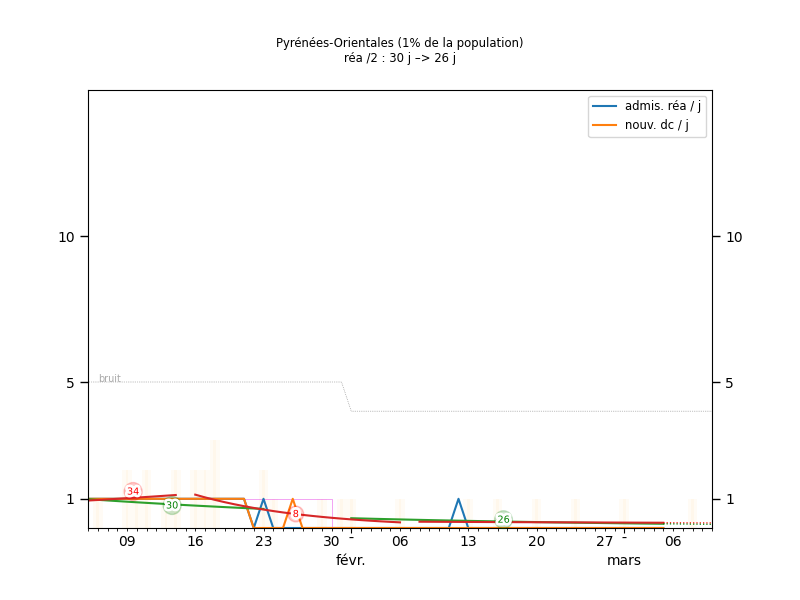 Pyrénées-Orientales (1% de la population)
réa /2 : 30 j –> 26 j
admis. réa / j
nouv. dc / j
10 10
bruit
5 5
34
30
8
26
1 1
09 16 23 30 - 06 13 20 27 - 06
févr. mars